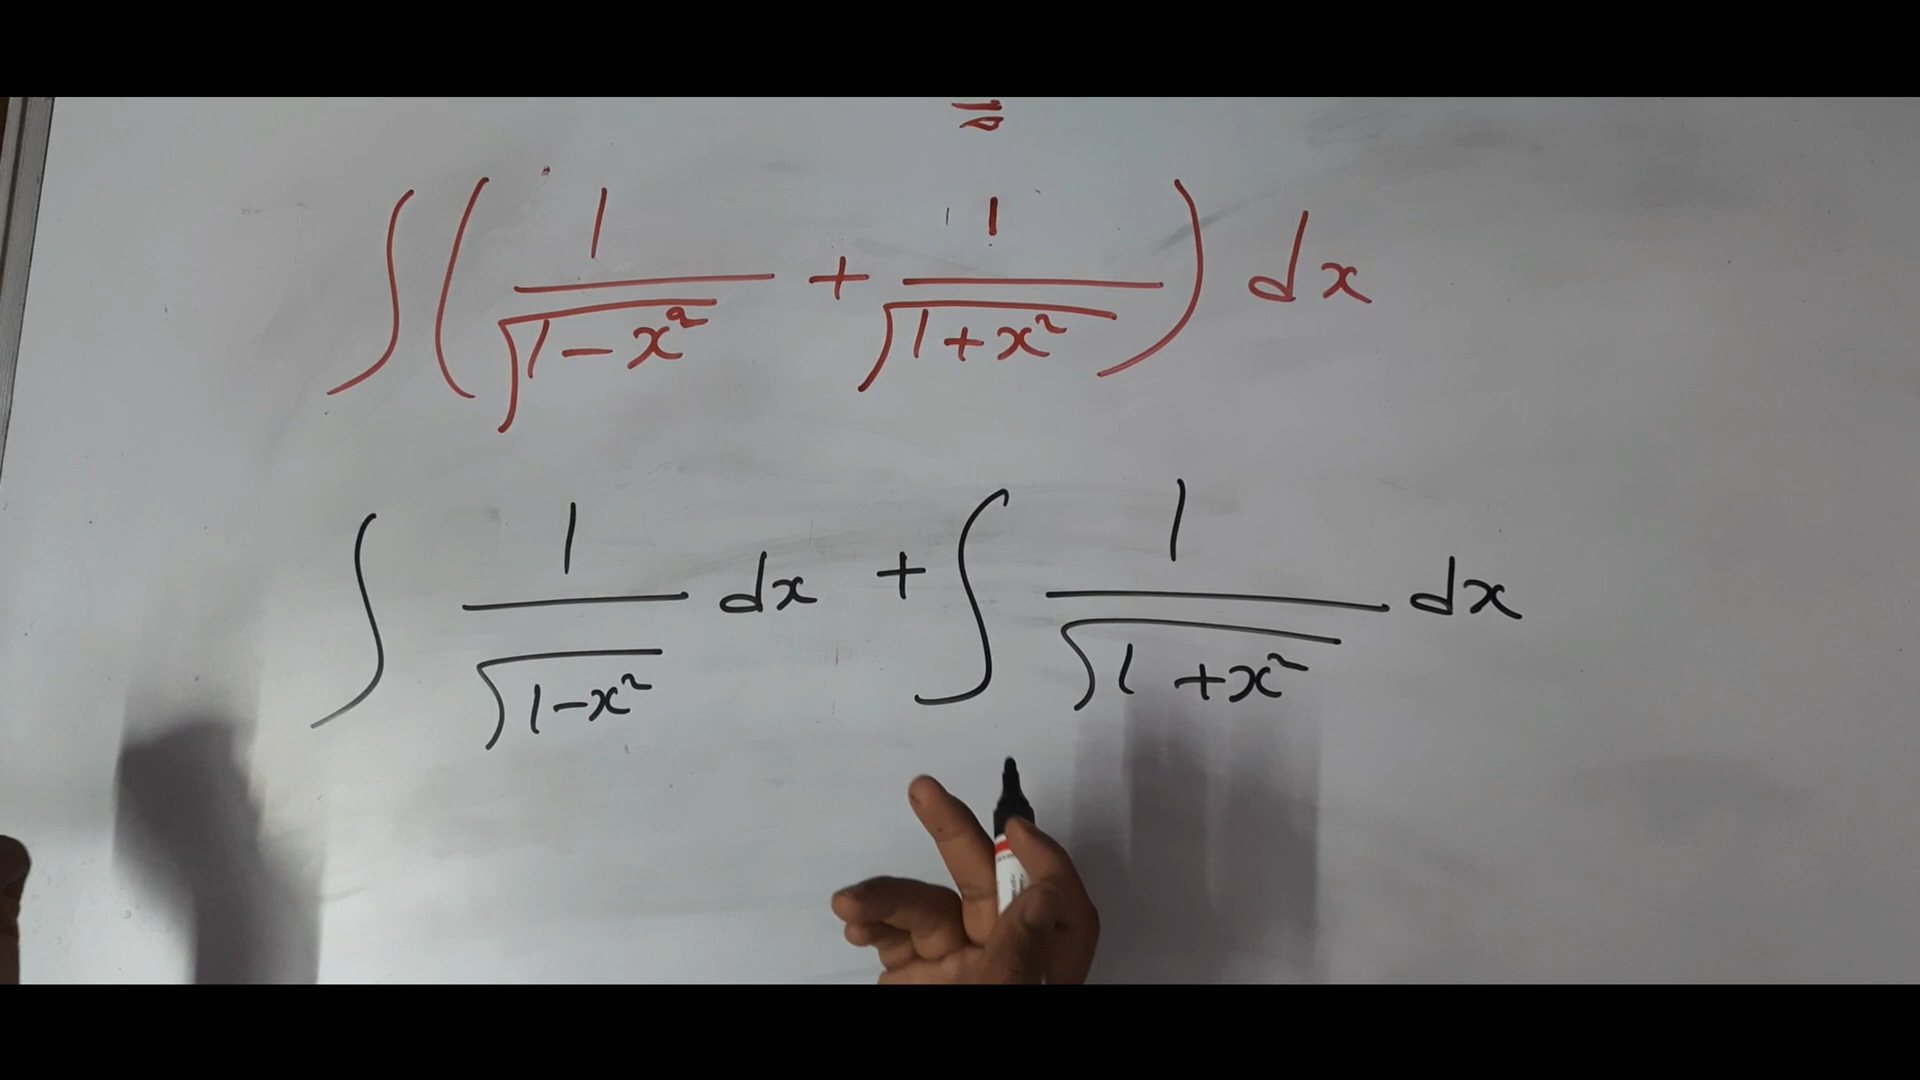 ∫ ( 1/√(1-x²) + 1/√(1+x²) ) dx
∫ 1/√(1-x²) dx + ∫ 1/√(1+x²) dx